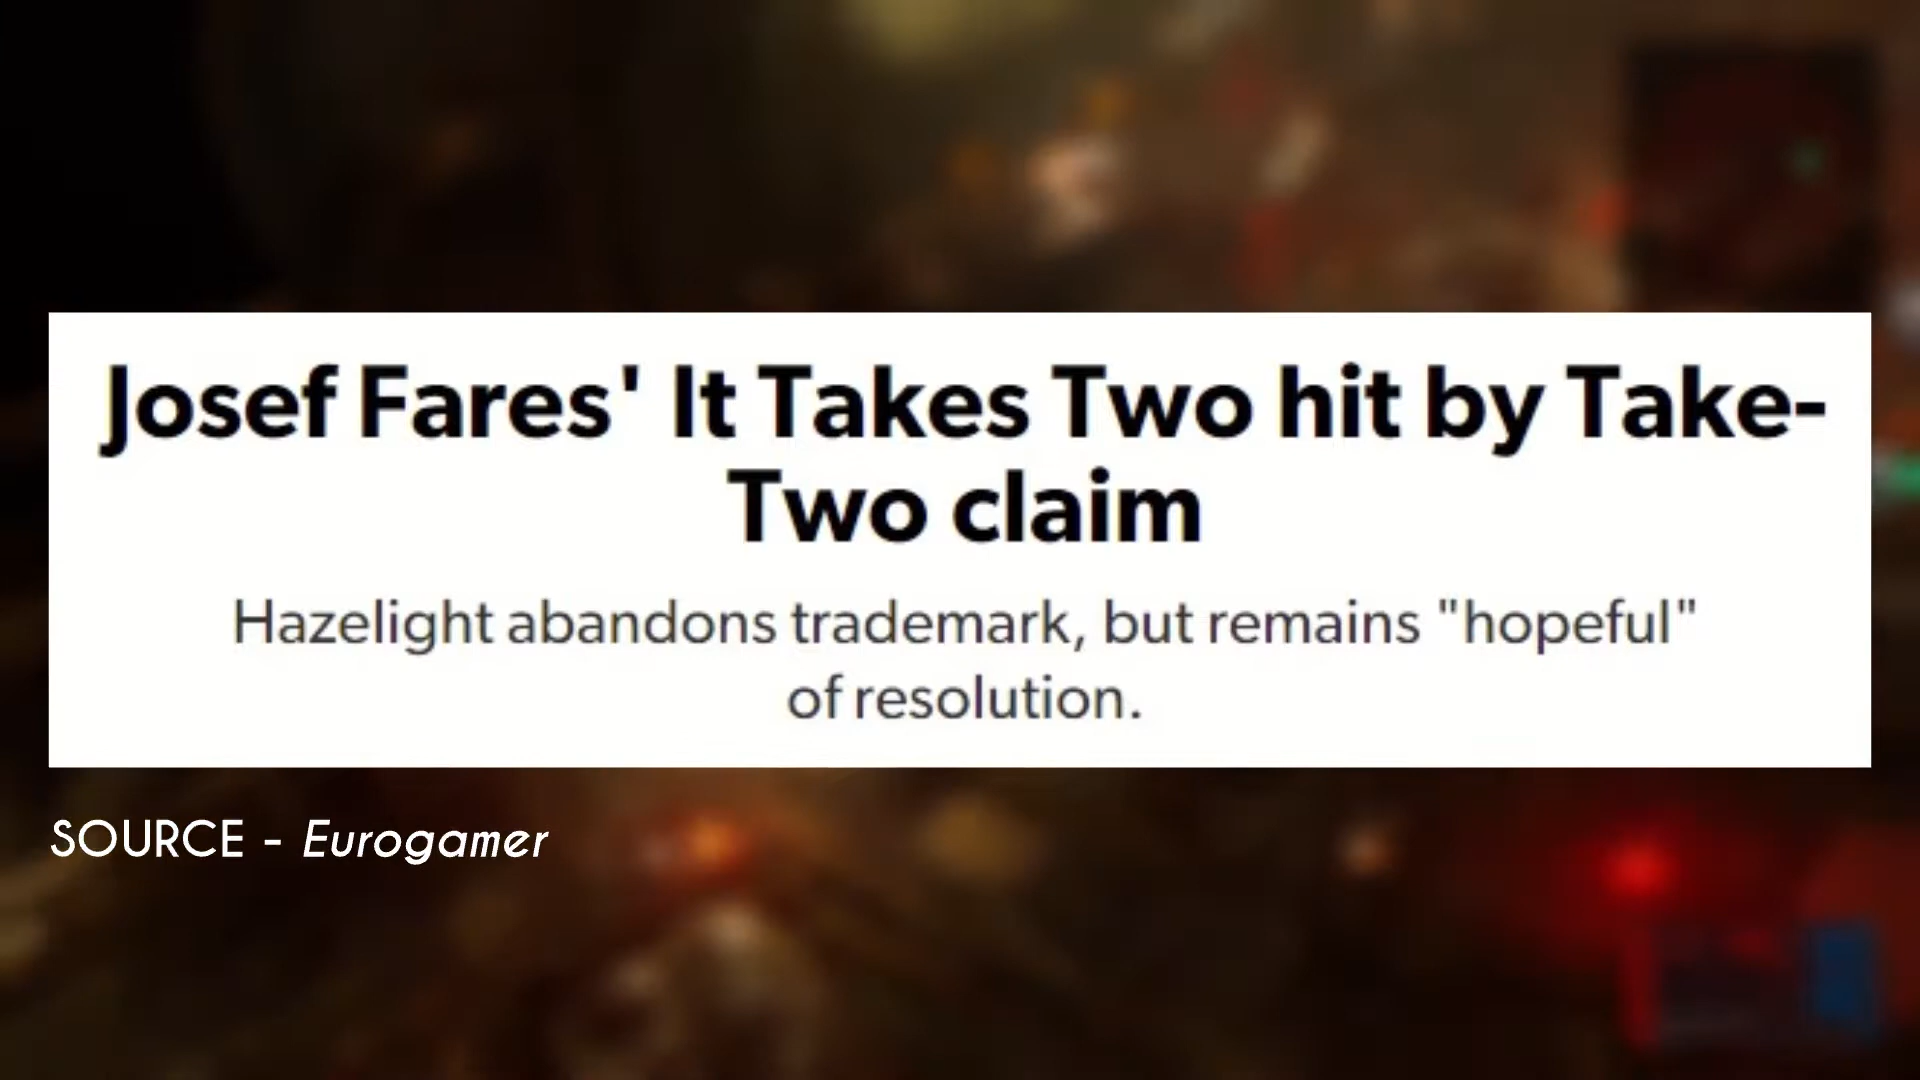 Josef Fares' It Takes Two hit by Take-
Two claim
Hazelight abandons trademark, but remains "hopeful"
of resolution.
SOURCE - Eurogamer